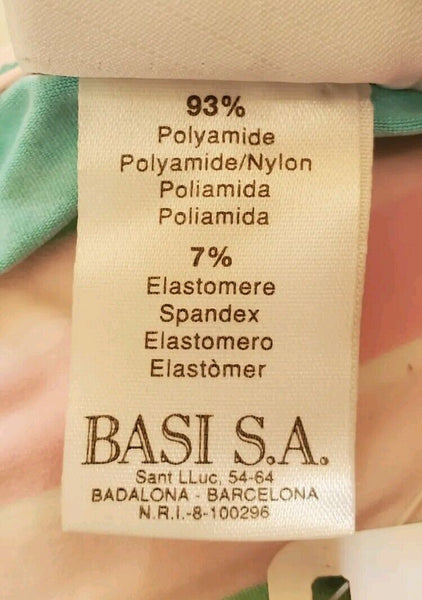 93%
Polyamide
Polyamide/Nylon
Poliamida
Poliamida
7%
Elastomere
Spandex
Elastomero
Elastòmer
BASI S.A.
Sant LLuc, 54-64
BADALONA - BARCELONA
N.R.I.-8-100296